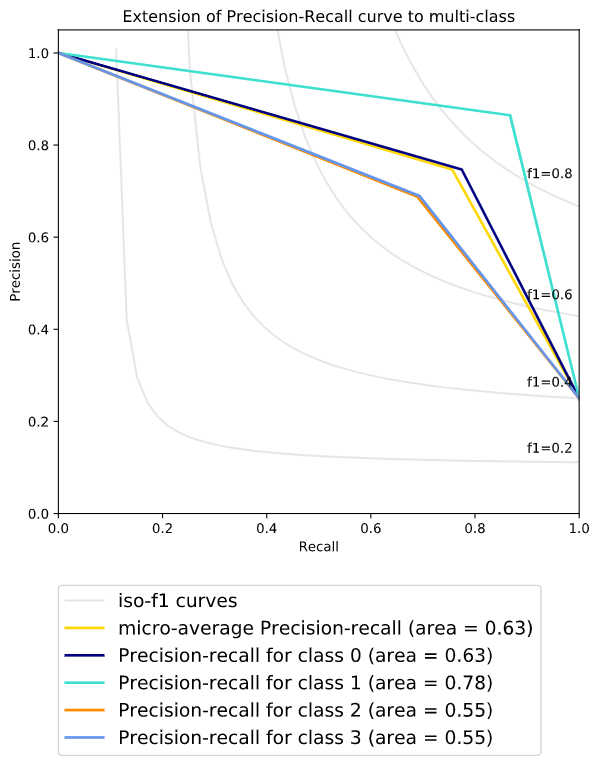 Extension of Precision-Recall curve to multi-class
1.0
0.8
0.6
0.4
0.2
0.0
Precision
f1=0.8
f1=0.6
f1=0.4
f1=0.2
0.0 0.2 0.4 0.6 0.8 1.0
Recall
iso-f1 curves
micro-average Precision-recall (area = 0.63)
Precision-recall for class 0 (area = 0.63)
Precision-recall for class 1 (area = 0.78)
Precision-recall for class 2 (area = 0.55)
Precision-recall for class 3 (area = 0.55)